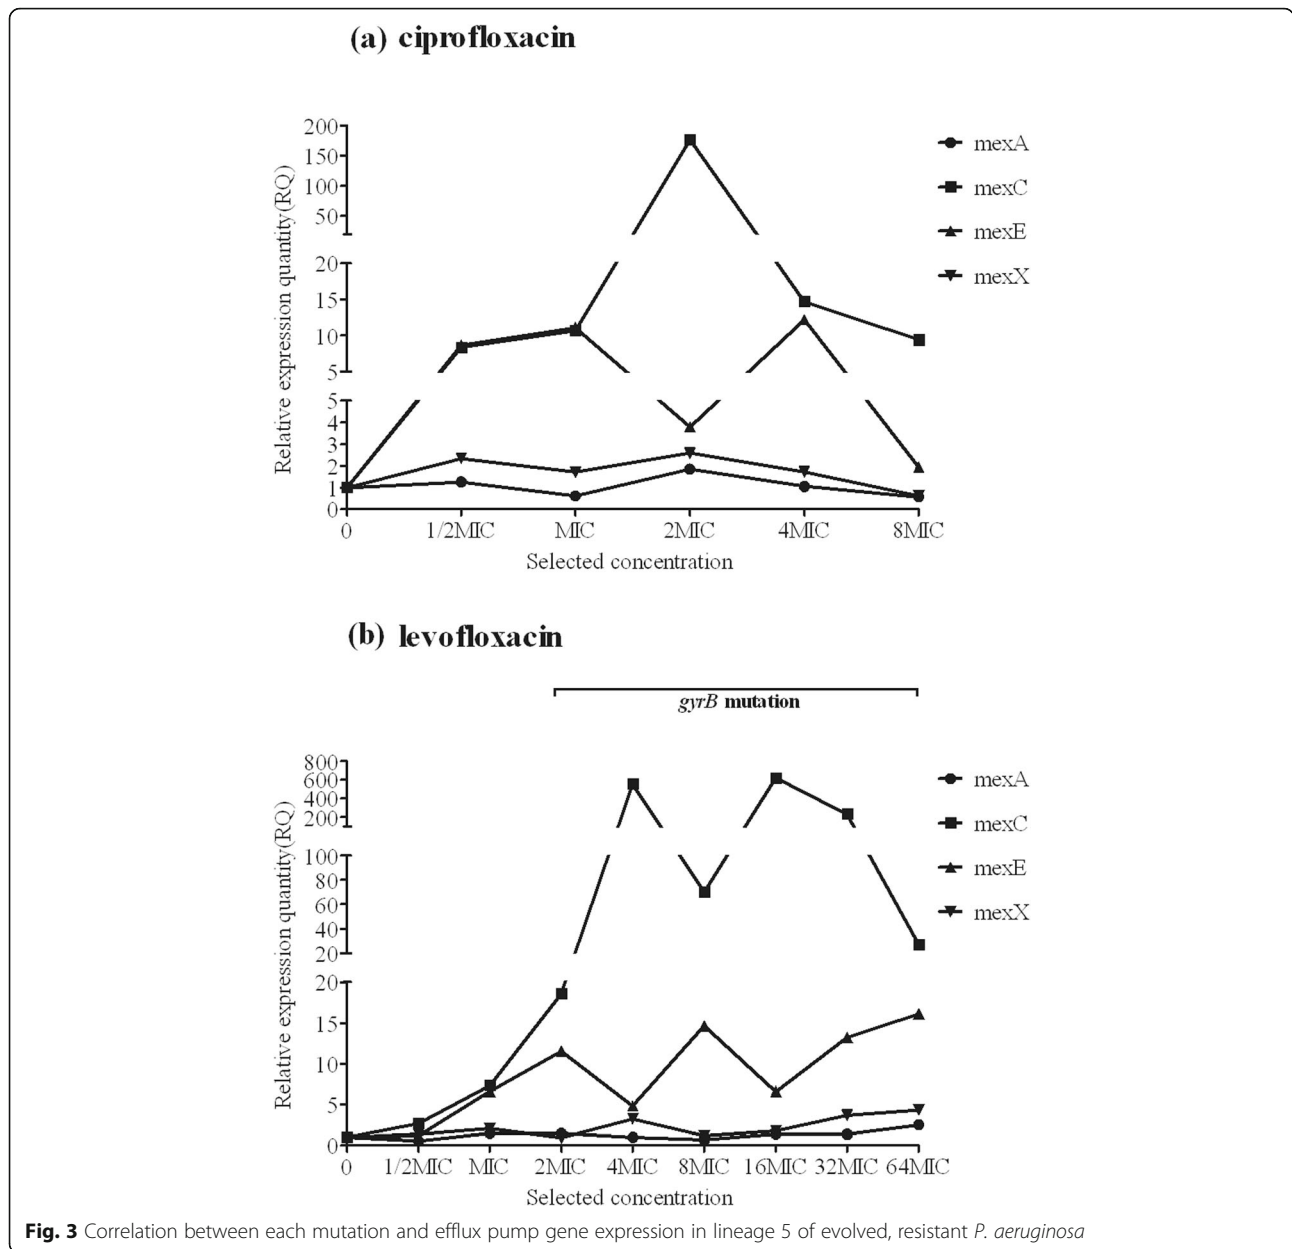 (a) ciprofloxacin
200
150
100
50
20
15
10
5
5
4
3
2
1
0
Relative expression quantity(RQ)
0 1/2MIC MIC 2MIC 4MIC 8MIC
Selected concentration
mexA
mexC
mexE
mexX
(b) levofloxacin
gyrB mutation
800
600
400
200
100
80
60
40
20
20
15
10
5
0
Relative expression quantity(RQ)
0 1/2MIC MIC 2MIC 4MIC 8MIC 16MIC 32MIC 64MIC
Selected concentration
mexA
mexC
mexE
mexX
Fig. 3 Correlation between each mutation and efflux pump gene expression in lineage 5 of evolved, resistant P. aeruginosa